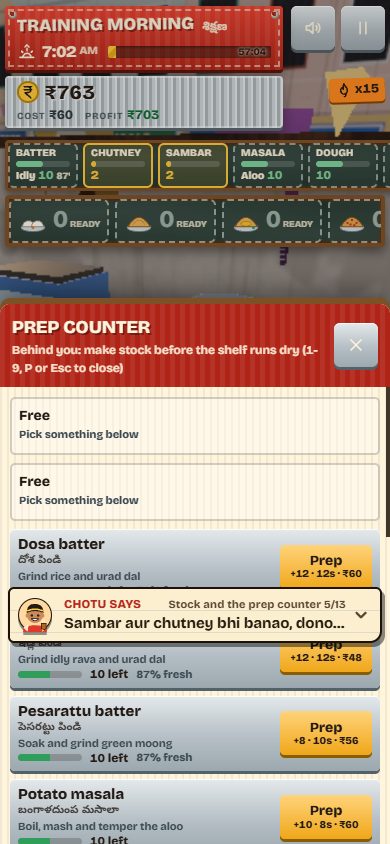 TRAINING MORNING శిక్షణ
7:02 AM 57:04
₹ ₹763
COST ₹60 PROFIT ₹703
x15
BATTER CHUTNEY SAMBAR MASALA DOUGH
Idly 10 87' 2 2 Aloo 10 10
0 READY 0 READY 0 READY 0
PREP COUNTER
Behind you: make stock before the shelf runs dry (1-
9, P or Esc to close)
Free
Pick something below
Free
Pick something below
Dosa batter
దోశ పిండి
Grind rice and urad dal
Prep
+12 · 12s · ₹60
CHOTU SAYS Stock and the prep counter 5/13
Sambar aur chutney bhi banao, dono...
Grind idly rava and urad dal
10 left 87% fresh
Prep
+12 · 12s · ₹48
Pesarattu batter
పెసరట్టు పిండి
Soak and grind green moong
10 left 87% fresh
Prep
+8 · 10s · ₹56
Potato masala
బంగాళదుంప మసాలా
Boil, mash and temper the aloo
10 left
Prep
+10 · 8s · ₹60